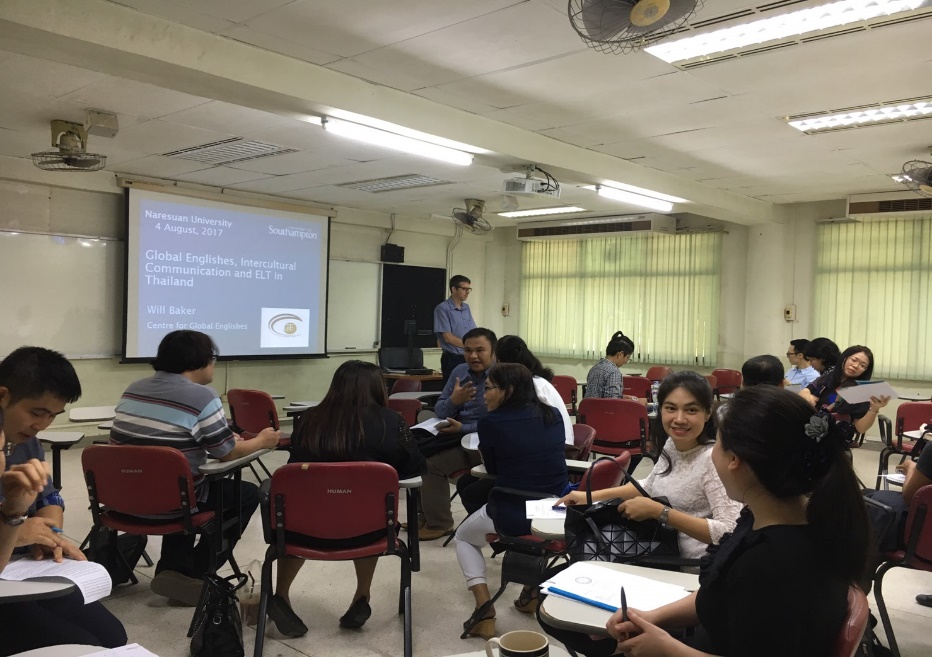 Naresuan University
4 August, 2017
Southampton
Global Englishes, Intercultural
Communication and ELT in
Thailand
Will Baker
Centre for Global Englishes
HUMAN
HUMAN